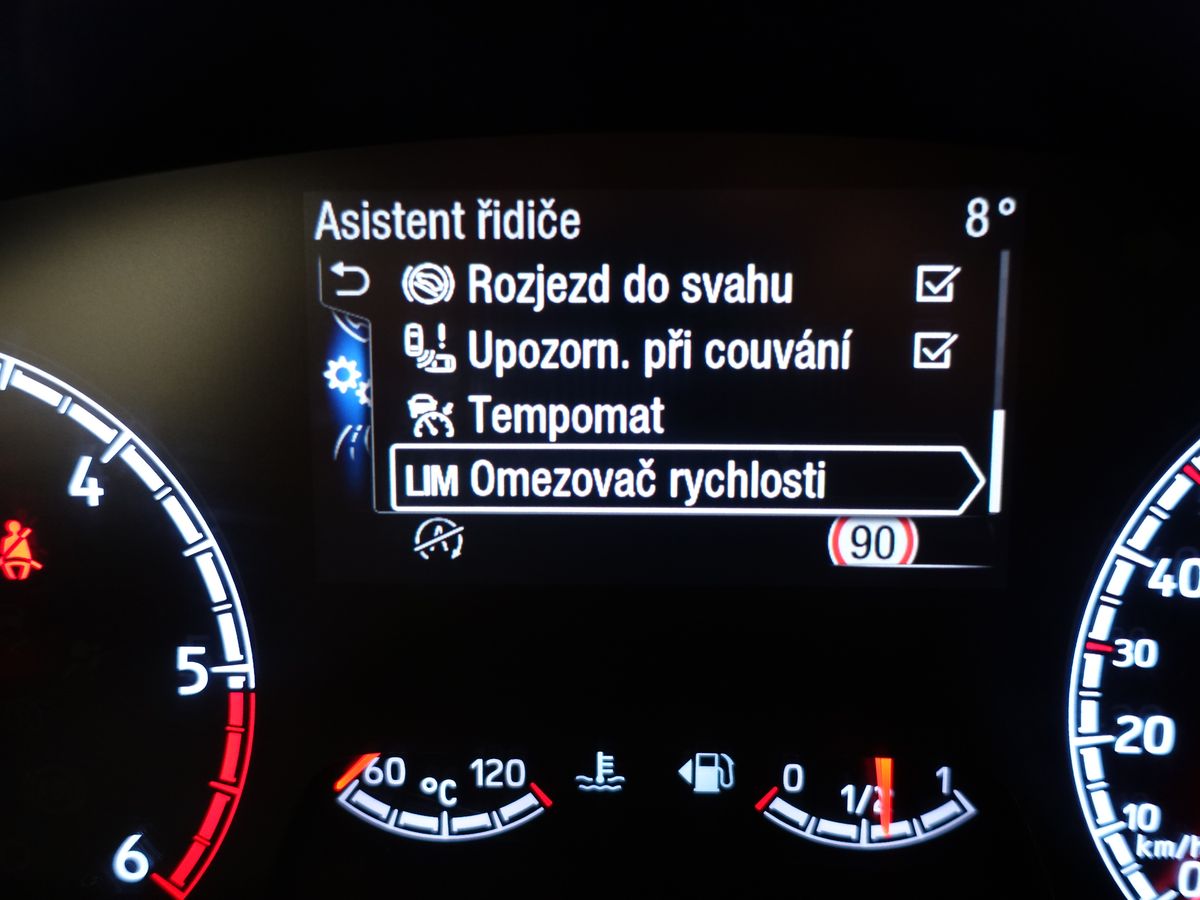 Asistent řidiče 8°
Rozjezd do svahu
Upozorn. při couvání
Tempomat
LIM Omezovač rychlosti
A 90
4
5
6
60 °C 120
0 1/2 1
40
30
20
10
km/h
0